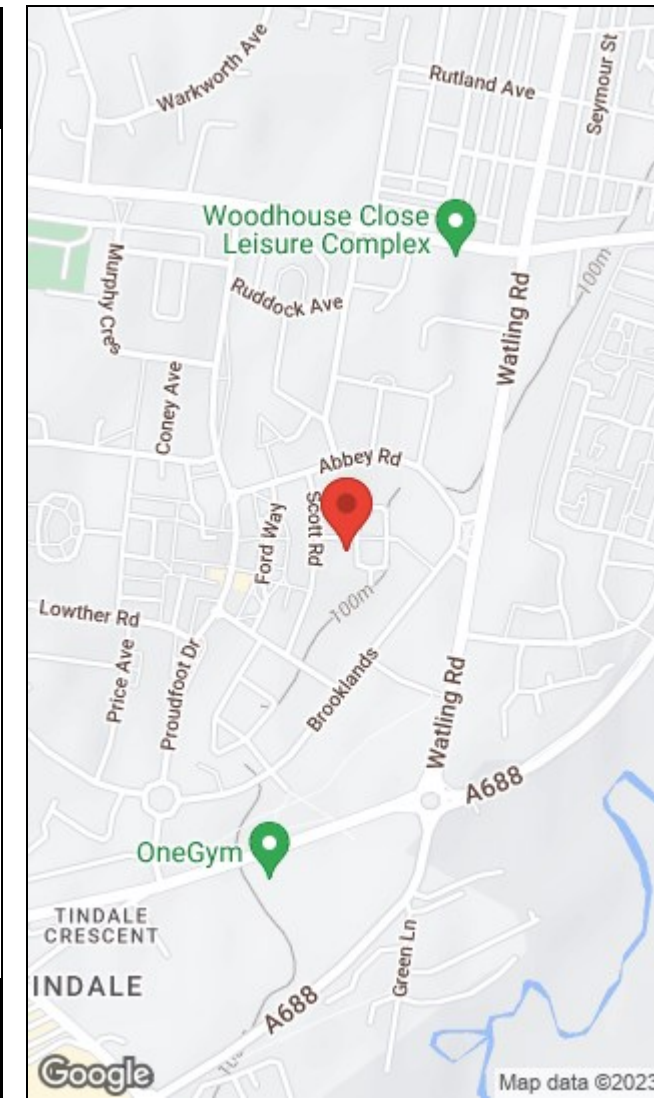 Warkworth Ave
Rutland Ave
Seymour St
Woodhouse Close
Leisure Complex
Murphy Cres
Ruddock Ave
Watling Rd
100m
Coney Ave
Abbey Rd
Scott Rd
Ford Way
100m
Lowther Rd
Price Ave
Proudfoot Dr
Brooklands
Watling Rd
A688
OneGym
TINDALE
CRESCENT
INDALE
Green Ln
A688
Google
Map data ©2023